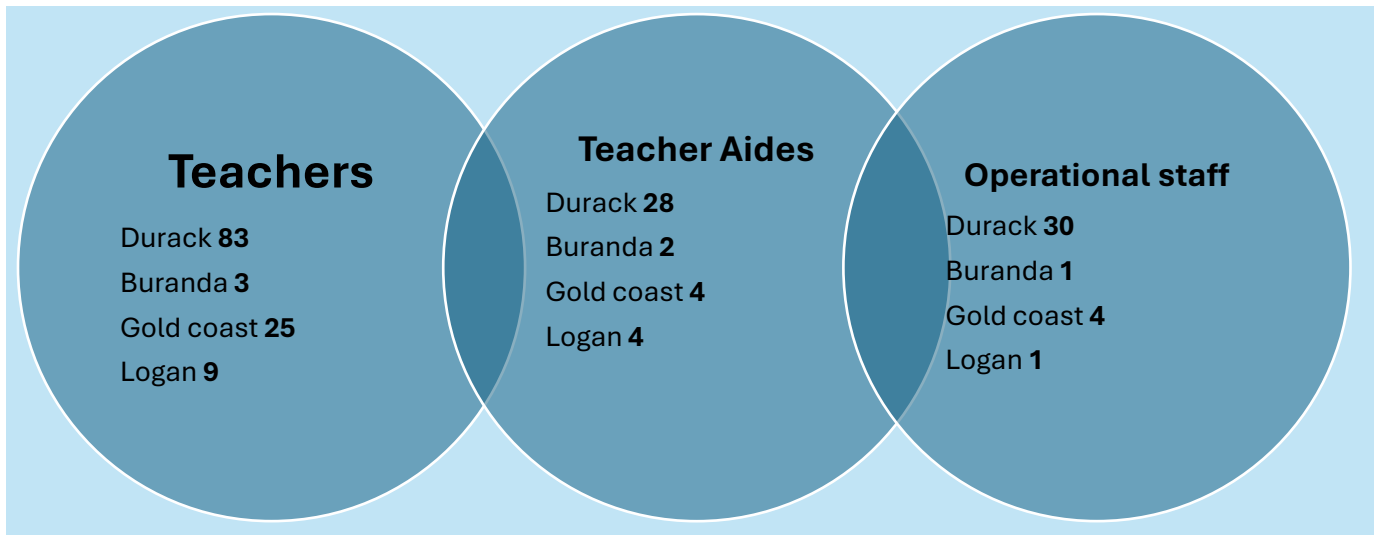 Teachers
Durack 83
Buranda 3
Gold coast 25
Logan 9
Teacher Aides
Durack 28
Buranda 2
Gold coast 4
Logan 4
Operational staff
Durack 30
Buranda 1
Gold coast 4
Logan 1